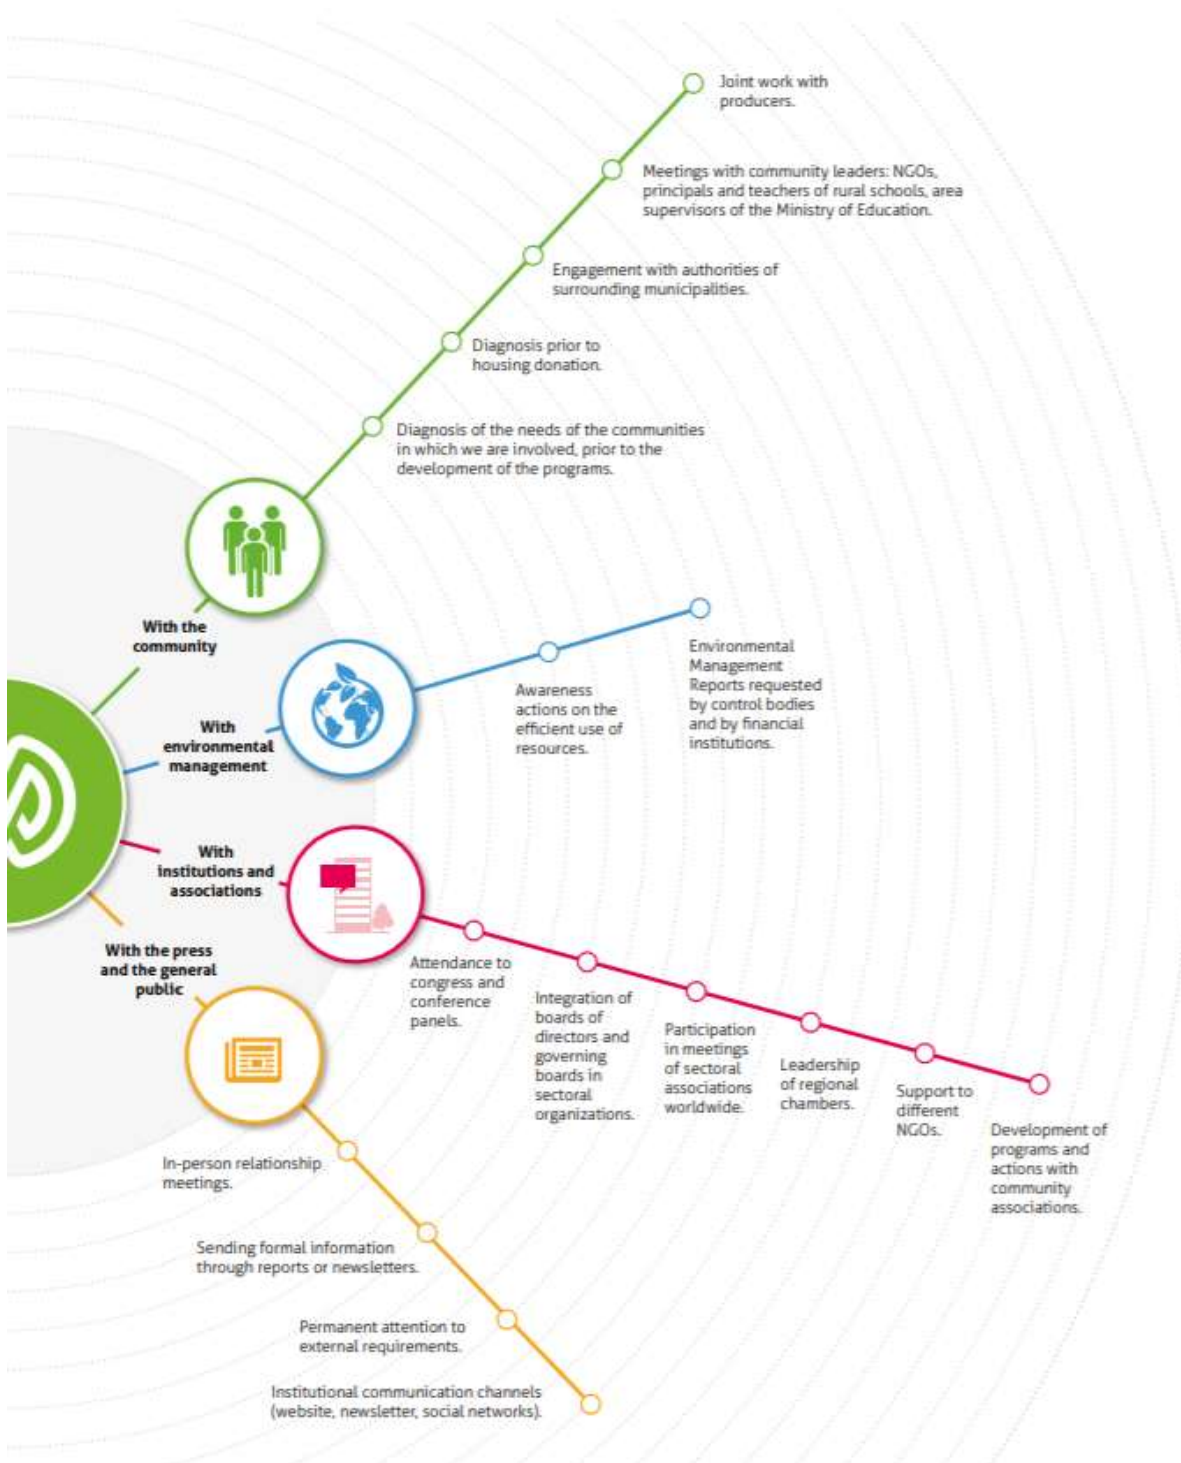 Joint work with
producers.
Meetings with community leaders: NGOs,
principals and teachers of rural schools, area
supervisors of the Ministry of Education.
Engagement with authorities of
surrounding municipalities.
Diagnosis prior to
housing donation.
Diagnosis of the needs of the communities
in which we are involved, prior to the
development of the programs.
With the
community
With
environmental
management
Awareness
actions on the
efficient use of
resources.
Environmental
Management
Reports requested
by control bodies
and by financial
institutions.
With
institutions and
associations
Attendance to
congress and
conference
panels.
Integration of
boards of
directors and
governing
boards in
sectoral
organizations.
Participation
in meetings
of sectoral
associations
worldwide.
Leadership
of regional
chambers.
Support to
different
NGOs.
Development of
programs and
actions with
community
associations.
With the press
and the general
public
In-person relationship
meetings.
Sending formal information
through reports or newsletters.
Permanent attention to
external requirements.
Institutional communication channels
(website, newsletter, social networks).